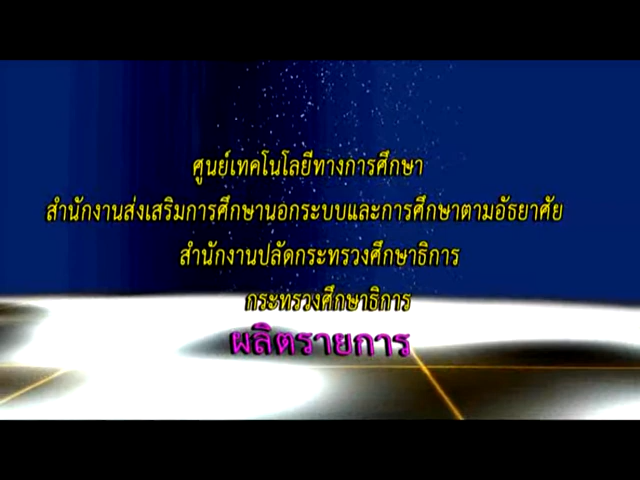 ศูนย์เทคโนโลยีทางการศึกษา
สำนักงานส่งเสริมการศึกษานอกระบบและการศึกษาตามอัธยาศัย
สำนักงานปลัดกระทรวงศึกษาธิการ
กระทรวงศึกษาธิการ
ผลิตรายการ